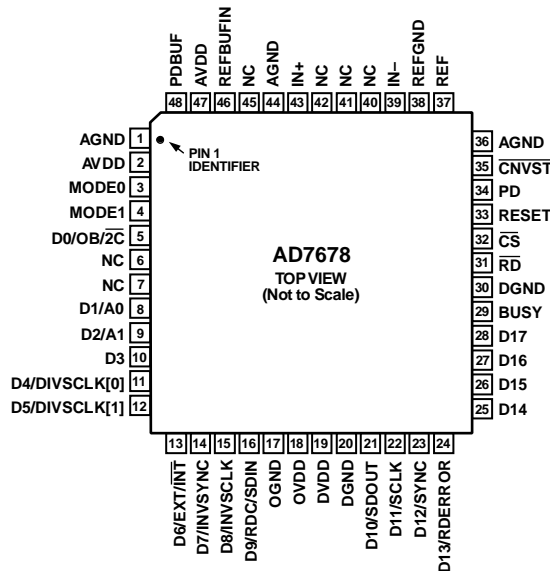 PDBUF
AVDD
REFBUFIN
NC
AGND
IN+
NC
NC
NC
IN–
REFGND
REF
48 47 46 45 44 43 42 41 40 39 38 37
AGND 1
AVDD 2
MODE0 3
MODE1 4
D0/OB/2̅C̅ 5
NC 6
NC 7
D1/A0 8
D2/A1 9
D3 10
D4/DIVSCLK[0] 11
D5/DIVSCLK[1] 12
PIN 1
IDENTIFIER
AD7678
TOP VIEW
(Not to Scale)
36 AGND
35 C̅N̅V̅S̅T̅
34 PD
33 RESET
32 C̅S̅
31 R̅D̅
30 DGND
29 BUSY
28 D17
27 D16
26 D15
25 D14
13 14 15 16 17 18 19 20 21 22 23 24
D6/EXT/I̅N̅T̅
D7/INVSYNC
D8/INVSCLK
D9/RDC/SDIN
OGND
OVDD
DVDD
DGND
D10/SDOUT
D11/SCLK
D12/SYNC
D13/RDERROR